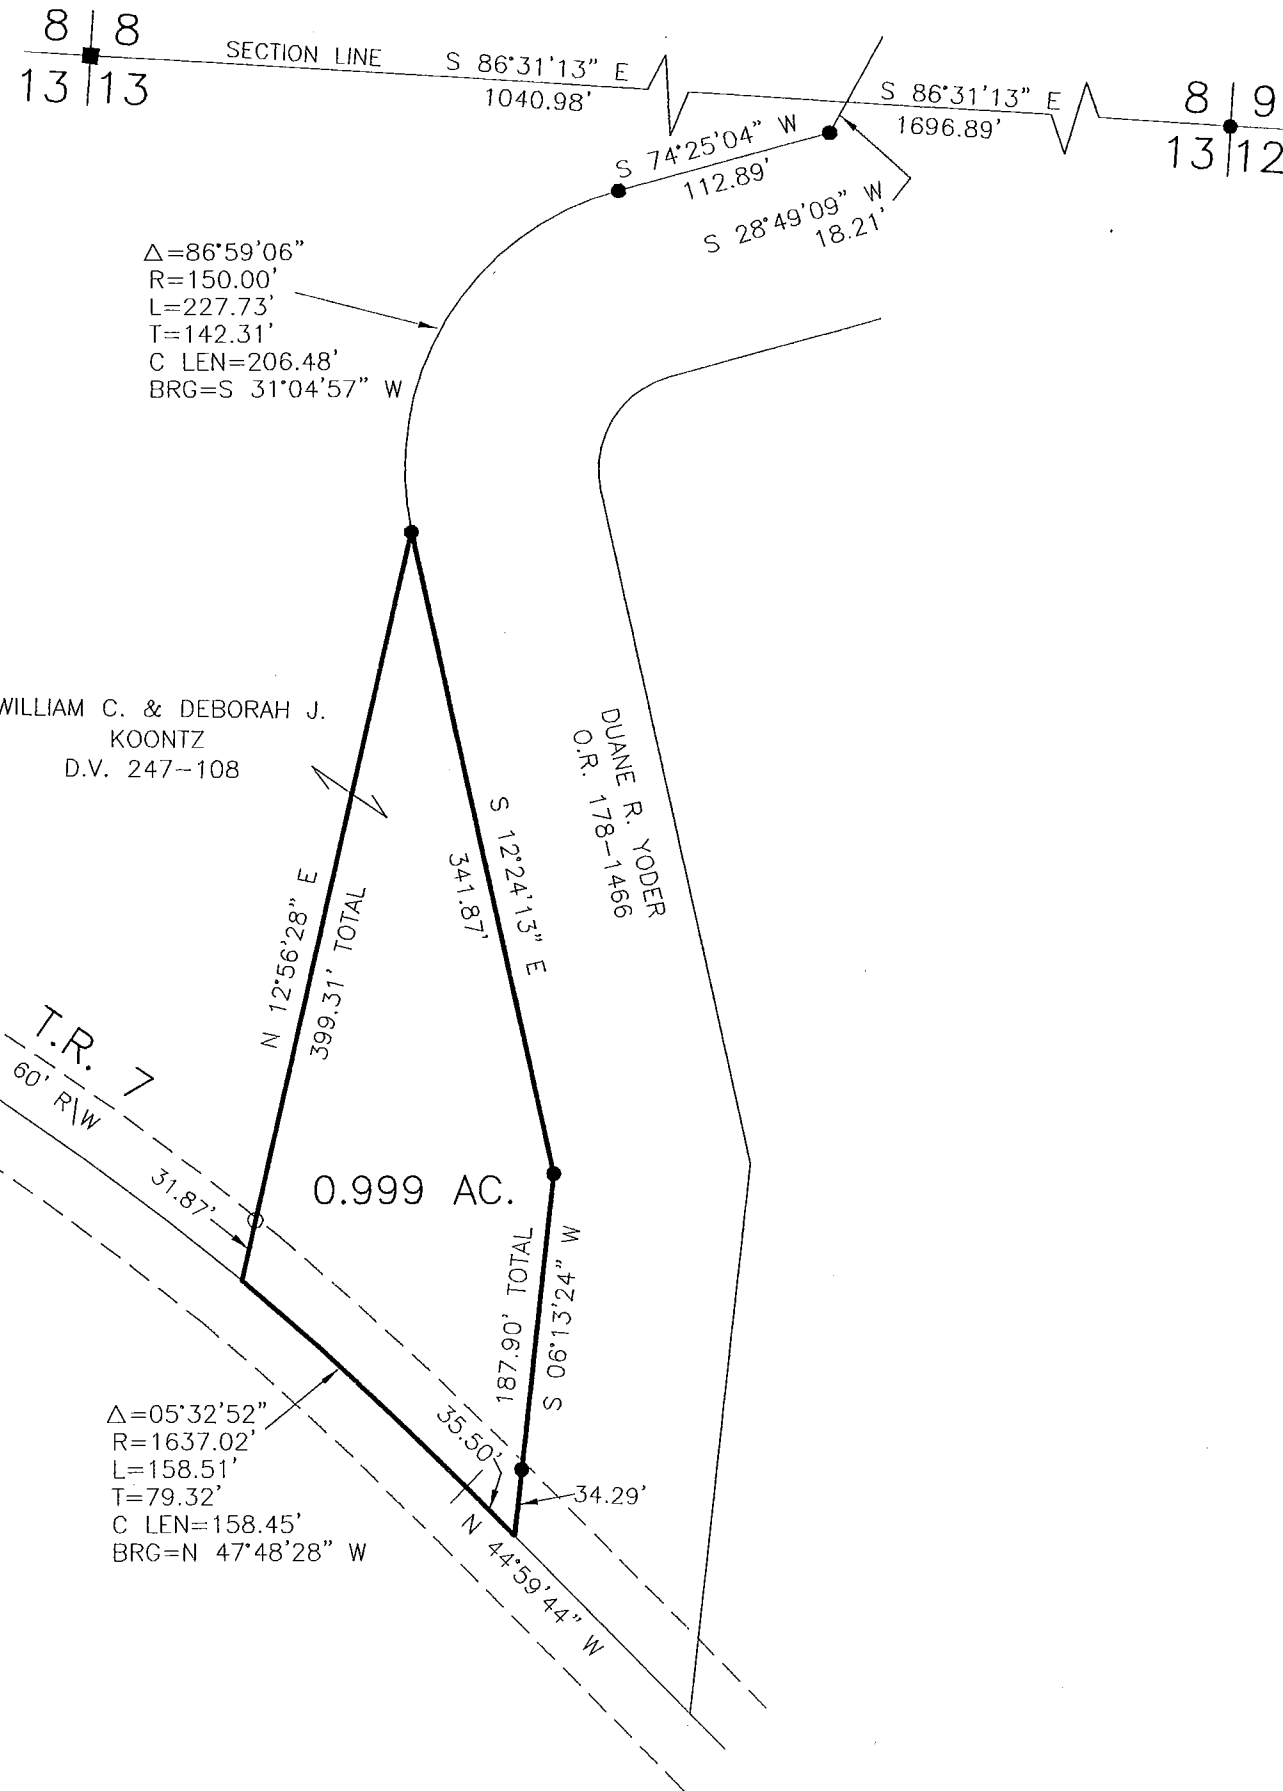 8 8
13 13
SECTION LINE
S 86°31'13" E
1040.98'
S 86°31'13" E
1696.89'
8 9
13 12
S 74°25'04" W
112.89'
S 28°49'09" W
18.21'
Δ=86°59'06"
R=150.00'
L=227.73'
T=142.31'
C LEN=206.48'
BRG=S 31°04'57" W
WILLIAM C. & DEBORAH J.
KOONTZ
D.V. 247-108
DUANE R. YODER
O.R. 178-1466
S 12°24'13" E
341.87'
N 12°56'28" E
399.31' TOTAL
T.R. 7
60' R\W
31.87'
0.999 AC.
187.90' TOTAL
S 06°13'24" W
Δ=05°32'52"
R=1637.02'
L=158.51'
T=79.32'
C LEN=158.45'
BRG=N 47°48'28" W
35.50'
34.29'
N 44°59'44" W